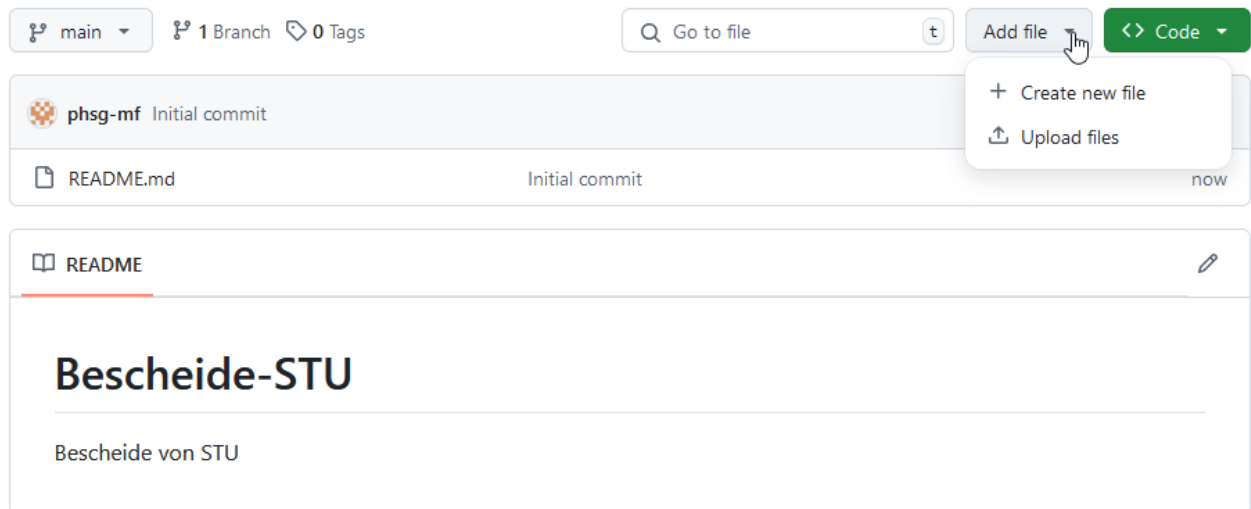 main 1 Branch 0 Tags Go to file t Add file Code
Create new file
phsg-mf Initial commit
Upload files
README.md Initial commit now
README
Bescheide-STU
Bescheide von STU